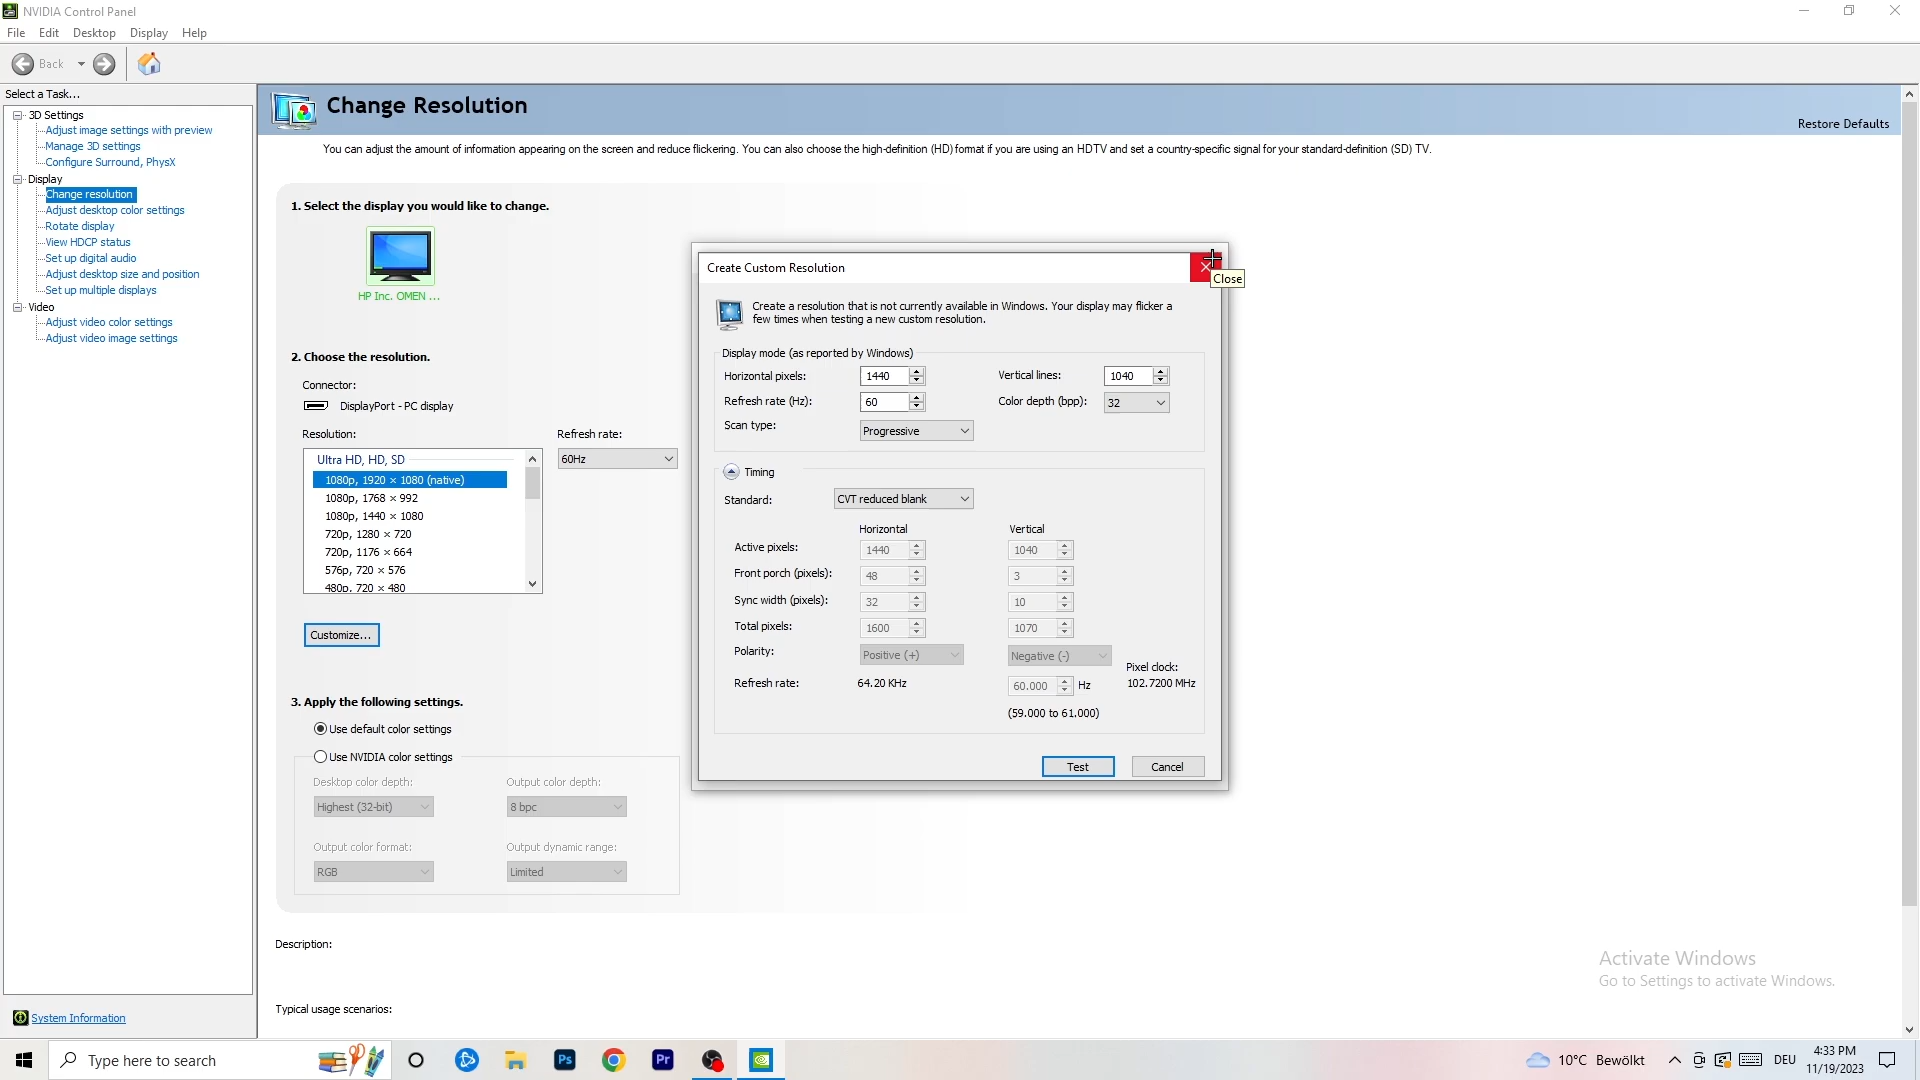 NVIDIA Control Panel
File Edit Desktop Display Help
Back
Select a Task...
3D Settings
Adjust image settings with preview
Manage 3D settings
Configure Surround, PhysX
Display
Change resolution
Adjust desktop color settings
Rotate display
View HDCP status
Set up digital audio
Adjust desktop size and position
Set up multiple displays
Video
Adjust video color settings
Adjust video image settings
System Information
Change Resolution
Restore Defaults
You can adjust the amount of information appearing on the screen and reduce flickering. You can also choose the high-definition (HD) format if you are using an HDTV and set a country-specific signal for your standard-definition (SD) TV.
1. Select the display you would like to change.
HP Inc. OMEN ...
2. Choose the resolution.
Connector:
DisplayPort - PC display
Resolution:
Refresh rate:
Ultra HD, HD, SD
60Hz
1080p, 1920 × 1080 (native)
1080p, 1768 × 992
1080p, 1440 × 1080
720p, 1280 × 720
720p, 1176 × 664
576p, 720 × 576
480p, 720 × 480
Customize...
3. Apply the following settings.
Use default color settings
Use NVIDIA color settings
Desktop color depth:
Output color depth:
Highest (32-bit)
8 bpc
Output color format:
Output dynamic range:
RGB
Limited
Description:
Typical usage scenarios:
Create Custom Resolution
Close
Create a resolution that is not currently available in Windows. Your display may flicker a
few times when testing a new custom resolution.
Display mode (as reported by Windows)
Horizontal pixels: 1440 Vertical lines: 1040
Refresh rate (Hz): 60 Color depth (bpp): 32
Scan type: Progressive
Timing
Standard: CVT reduced blank
Horizontal Vertical
Active pixels: 1440 1040
Front porch (pixels): 48 3
Sync width (pixels): 32 10
Total pixels: 1600 1070
Polarity: Positive (+) Negative (-)
Pixel clock:
Refresh rate: 64.20 KHz 60.000 Hz 102.7200 MHz
(59.000 to 61.000)
Test Cancel
Activate Windows
Go to Settings to activate Windows.
Type here to search
Ps
Pr
10°C Bewölkt
DEU
4:33 PM
11/19/2023